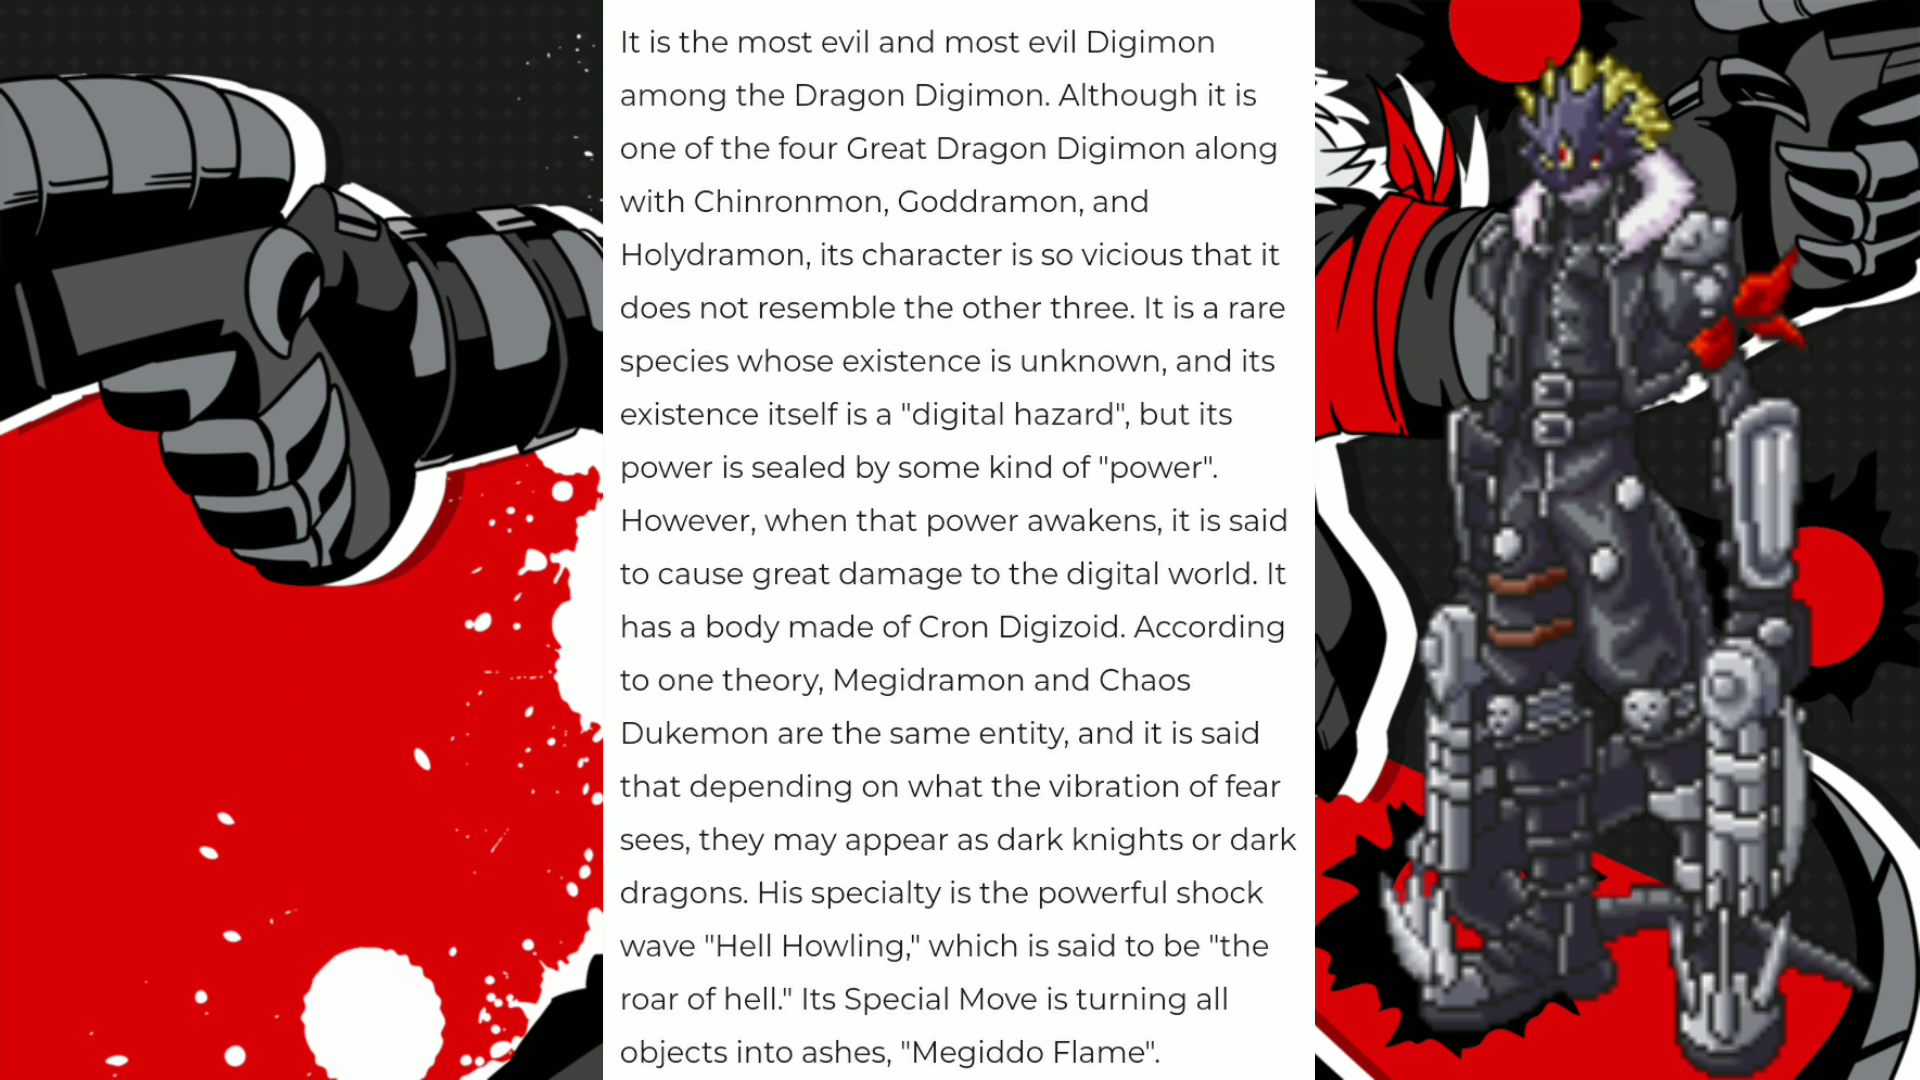 It is the most evil and most evil Digimon
among the Dragon Digimon. Although it is
one of the four Great Dragon Digimon along
with Chinronmon, Goddramon, and
Holydramon, its character is so vicious that it
does not resemble the other three. It is a rare
species whose existence is unknown, and its
existence itself is a "digital hazard", but its
power is sealed by some kind of "power".
However, when that power awakens, it is said
to cause great damage to the digital world. It
has a body made of Cron Digizoid. According
to one theory, Megidramon and Chaos
Dukemon are the same entity, and it is said
that depending on what the vibration of fear
sees, they may appear as dark knights or dark
dragons. His specialty is the powerful shock
wave "Hell Howling," which is said to be "the
roar of hell." Its Special Move is turning all
objects into ashes, "Megiddo Flame".